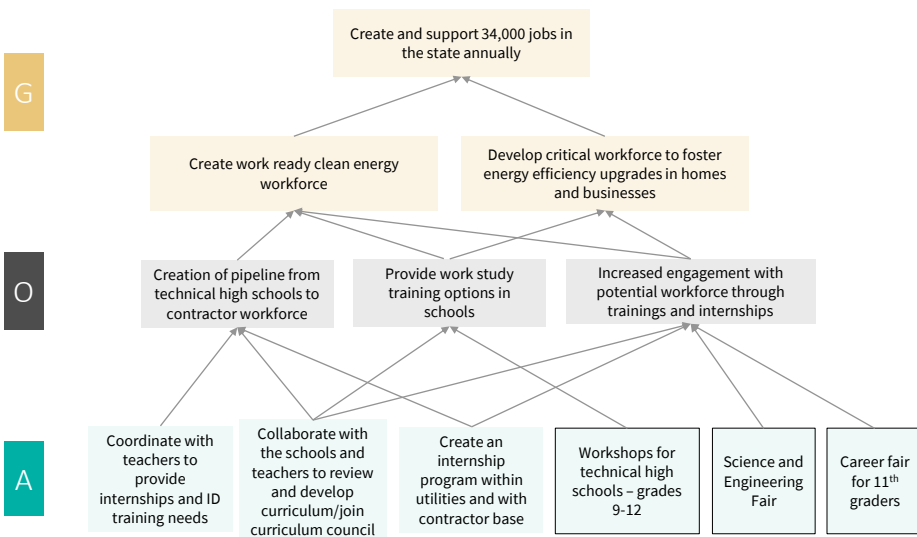 Create and support 34,000 jobs in
the state annually
G
Create work ready clean energy
workforce
Develop critical workforce to foster
energy efficiency upgrades in homes
and businesses
O
Creation of pipeline from
technical high schools to
contractor workforce
Provide work study
training options in
schools
Increased engagement with
potential workforce through
trainings and internships
A
Coordinate with
teachers to
provide
internships and ID
training needs
Collaborate with
the schools and
teachers to review
and develop
curriculum/join
curriculum council
Create an
internship
program within
utilities and with
contractor base
Workshops for
technical high
schools – grades
9-12
Science and
Engineering
Fair
Career fair
for 11th
graders